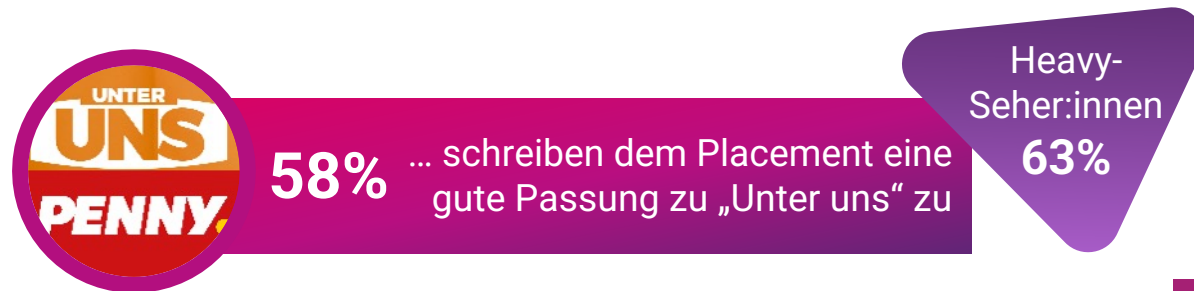 UNTER
UNS
PENNY.
58%
... schreiben dem Placement eine
gute Passung zu „Unter uns“ zu
Heavy-
Seher:innen
63%